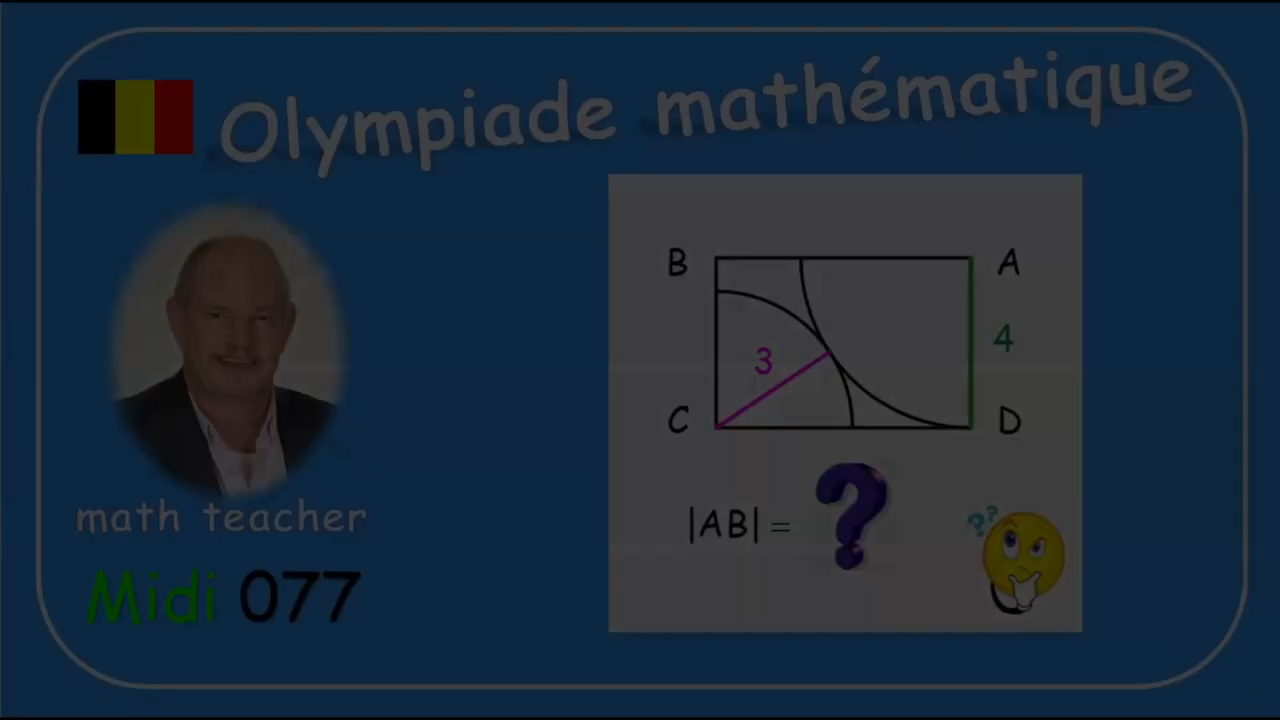 Olympiade mathématique
B
A
3
4
C
D
|AB| =
??
math teacher
Midi 077